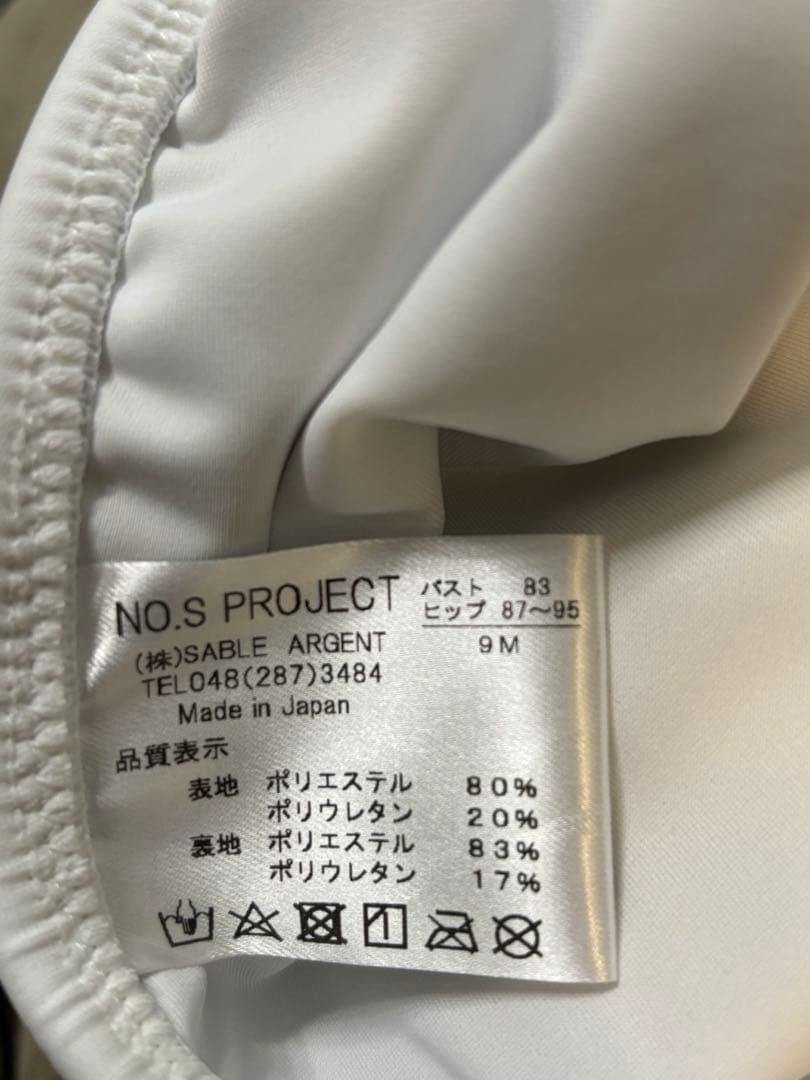 NO.S PROJECT
(株)SABLE ARGENT
TEL048(287)3484
Made in Japan
バスト 83
ヒップ 87〜95
9M
品質表示
表地 ポリエステル 80%
ポリウレタン 20%
裏地 ポリエステル 83%
ポリウレタン 17%